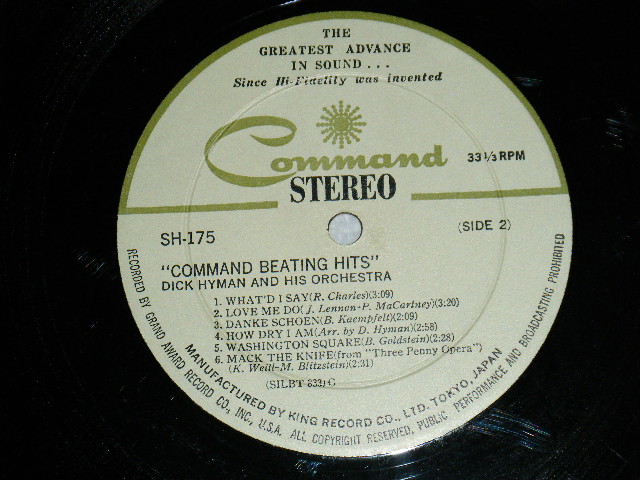 THE
GREATEST ADVANCE
IN SOUND...
Since Hi-Fidelity was invented
Command
33 1/3 RPM
STEREO
SH-175
(SIDE 2)
"COMMAND BEATING HITS"
DICK HYMAN AND HIS ORCHESTRA
1. WHAT'D I SAY(R. Charles)(3:09)
2. LOVE ME DO(J. Lennon-P. MaCartney)(3:20)
3. DANKE SCHOEN(B. Kaempfelt)(2:09)
4. HOW DRY I AM(Arr. by D. Hyman)(2:58)
5. WASHINGTON SQUARE(B. Goldstein)(2:28)
6. MACK THE KNIFE(from "Three Penny Opera")
(K. Weill-M. Blitzstein)(2:31)
(SILBT-833) C
RECORDED BY GRAND AWARD RECORD CO., INC., U.S.A. ALL COPYRIGHT RESERVED, PUBLIC PERFORMANCE AND BROADCASTING PROHIBITED
MANUFACTURED BY KING RECORD CO., LTD. TOKYO, JAPAN